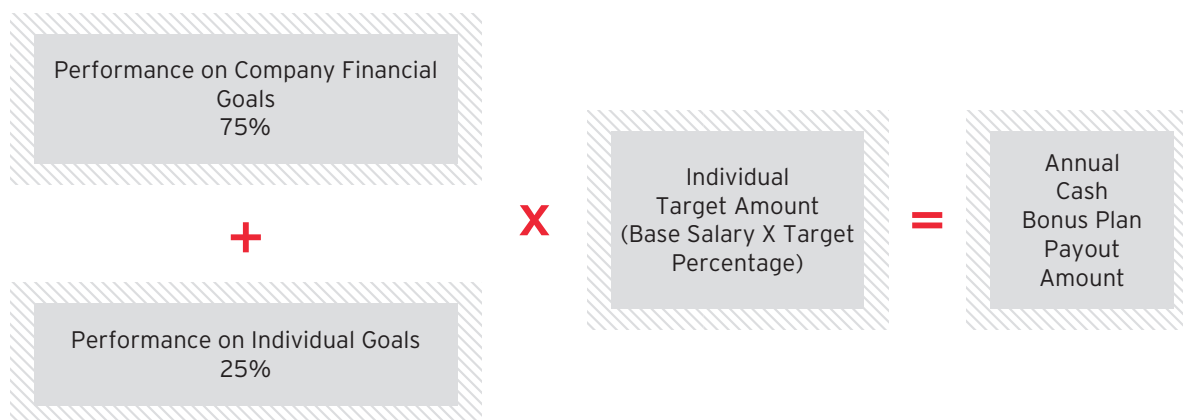 Performance on Company Financial
Goals
75%
+
Performance on Individual Goals
25%
X
Individual
Target Amount
(Base Salary X Target
Percentage)
=
Annual
Cash
Bonus Plan
Payout
Amount